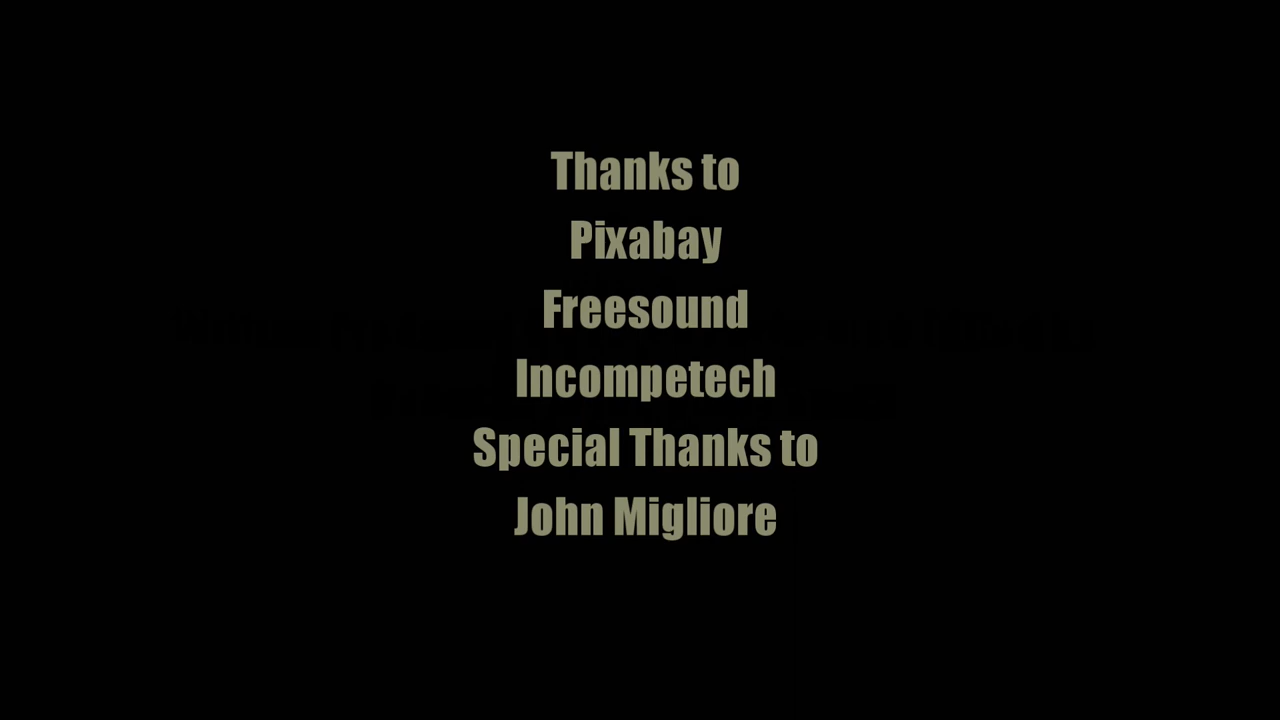 Thanks to
Pixabay
Freesound
Incompetech
Special Thanks to
John Migliore